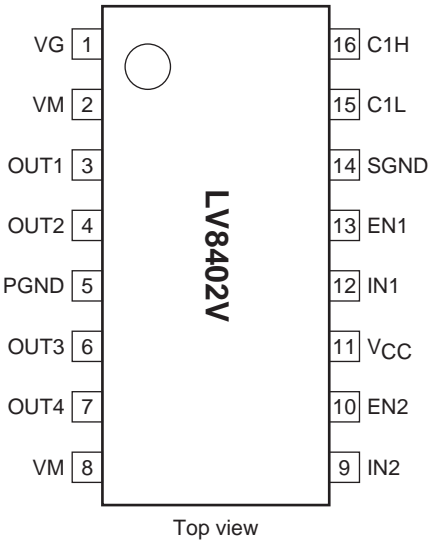 VG 1 16 C1H
VM 2 15 C1L
OUT1 3 14 SGND
OUT2 4 13 EN1
PGND 5 12 IN1
OUT3 6 11 VCC
OUT4 7 10 EN2
VM 8 9 IN2
LV8402V
Top view